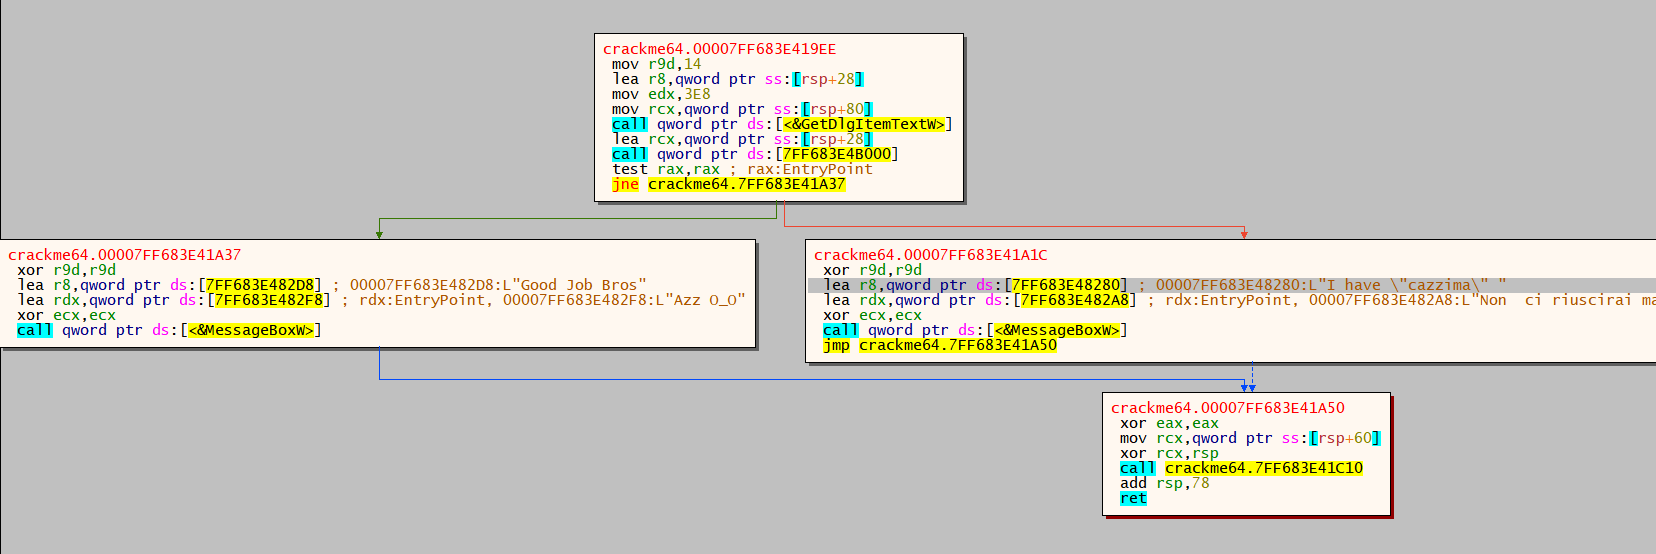 crackme64.00007FF683E419EE
mov r9d,14
lea r8,qword ptr ss:[rsp+28]
mov edx,3E8
mov rcx,qword ptr ss:[rsp+80]
call qword ptr ds:[<&GetDlgItemTextW>]
lea rcx,qword ptr ss:[rsp+28]
call qword ptr ds:[7FF683E4B000]
test rax,rax ; rax:EntryPoint
jne crackme64.7FF683E41A37
crackme64.00007FF683E41A37
xor r9d,r9d
lea r8,qword ptr ds:[7FF683E482D8] ; 00007FF683E482D8:L"Good Job Bros"
lea rdx,qword ptr ds:[7FF683E482F8] ; rdx:EntryPoint, 00007FF683E482F8:L"Azz O_O"
xor ecx,ecx
call qword ptr ds:[<&MessageBoxW>]
crackme64.00007FF683E41A1C
xor r9d,r9d
lea r8,qword ptr ds:[7FF683E48280] ; 00007FF683E48280:L"I have \"cazzima\" "
lea rdx,qword ptr ds:[7FF683E482A8] ; rdx:EntryPoint, 00007FF683E482A8:L"Non  ci riuscirai ma
xor ecx,ecx
call qword ptr ds:[<&MessageBoxW>]
jmp crackme64.7FF683E41A50
crackme64.00007FF683E41A50
xor eax,eax
mov rcx,qword ptr ss:[rsp+60]
xor rcx,rsp
call crackme64.7FF683E41C10
add rsp,78
ret